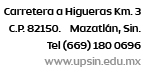 Carretera a Higueras Km. 3
C.P. 82150. Mazatlán, Sin.
Tel (669) 180 0696
www.upsin.edu.mx